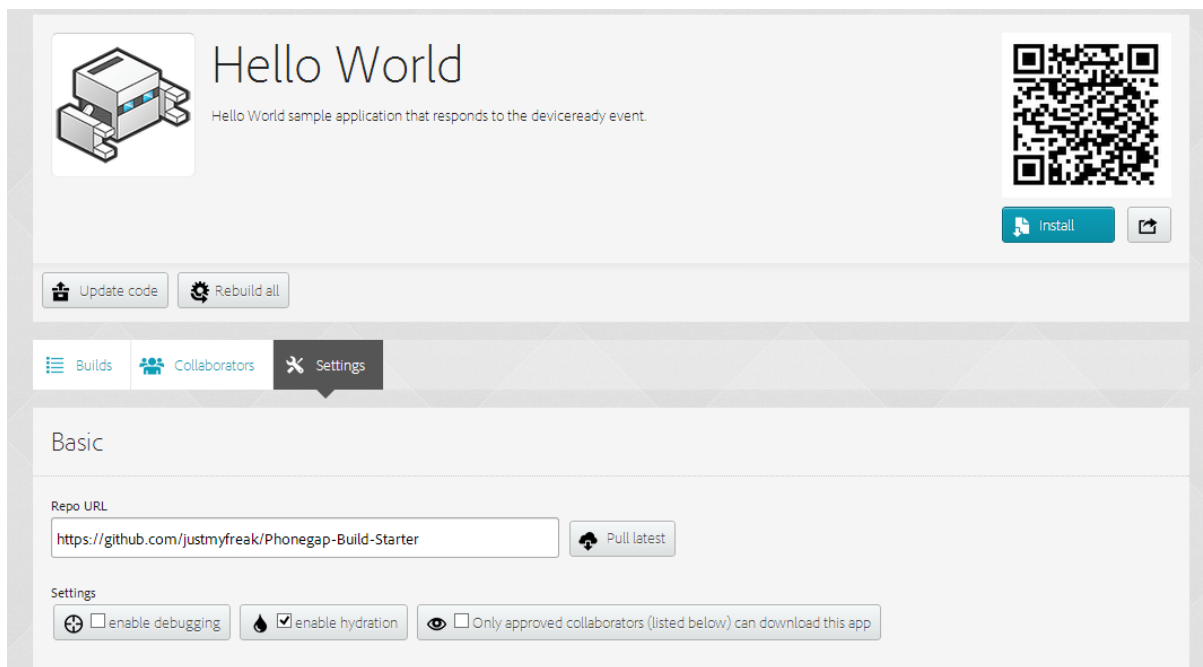 Hello World
Hello World sample application that responds to the deviceready event.
Install
Update code
Rebuild all
Builds
Collaborators
Settings
Basic
Repo URL
https://github.com/justmyfreak/Phonegap-Build-Starter
Pull latest
Settings
enable debugging
enable hydration
Only approved collaborators (listed below) can download this app